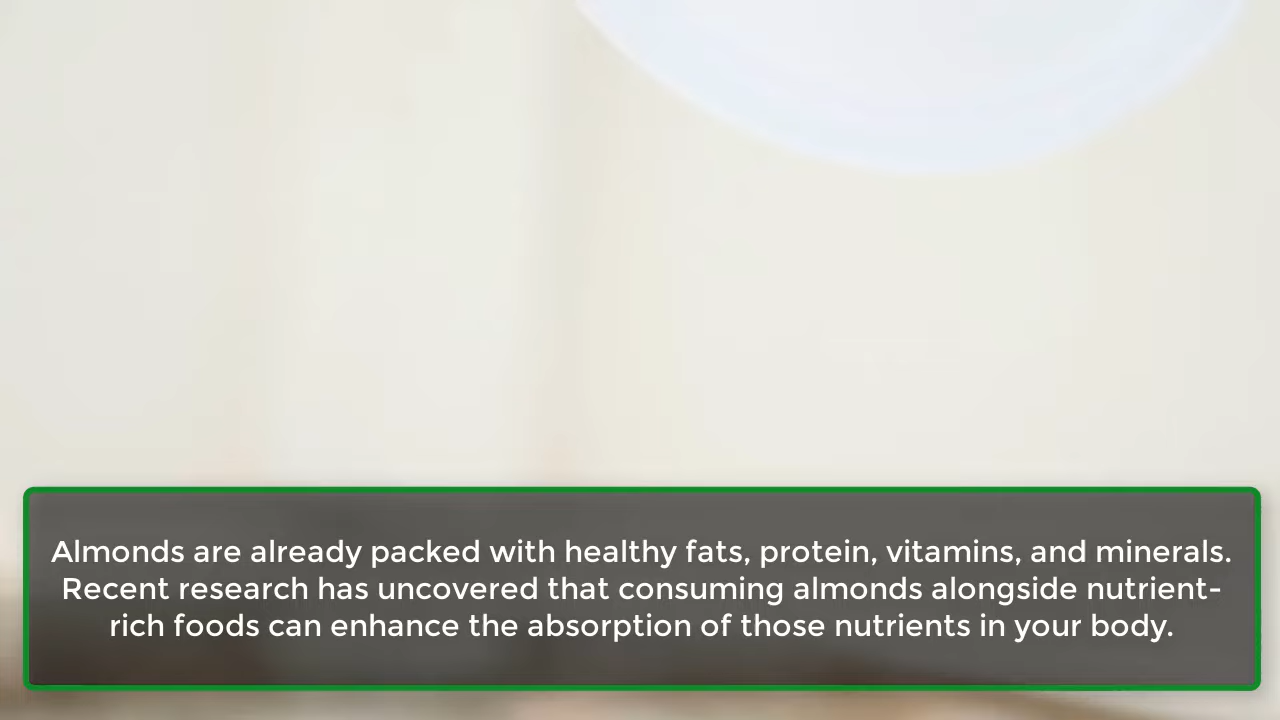 Almonds are already packed with healthy fats, protein, vitamins, and minerals.
Recent research has uncovered that consuming almonds alongside nutrient-
rich foods can enhance the absorption of those nutrients in your body.